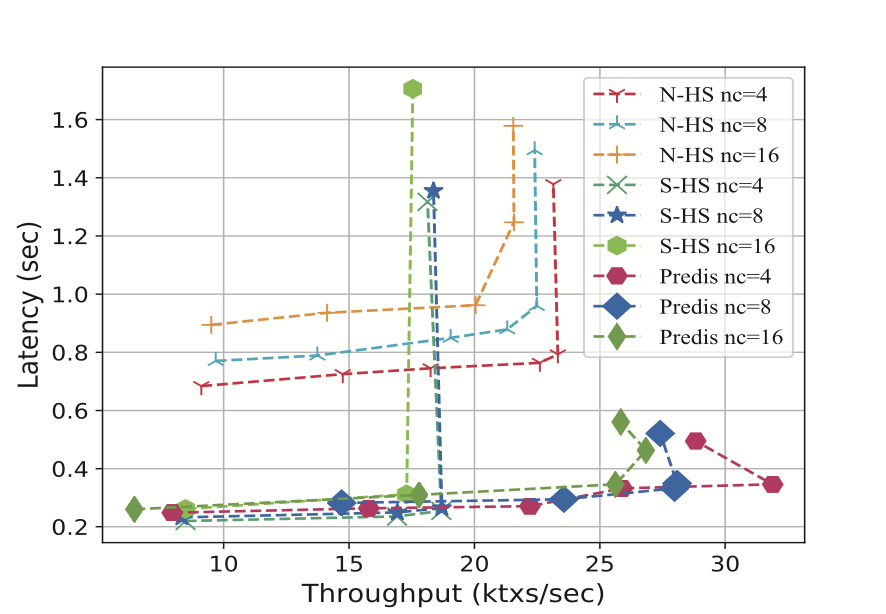 1.6
1.4
1.2
1.0
0.8
0.6
0.4
0.2
Latency (sec)
N-HS nc=4
N-HS nc=8
N-HS nc=16
S-HS nc=4
S-HS nc=8
S-HS nc=16
Predis nc=4
Predis nc=8
Predis nc=16
10 15 20 25 30
Throughput (ktxs/sec)